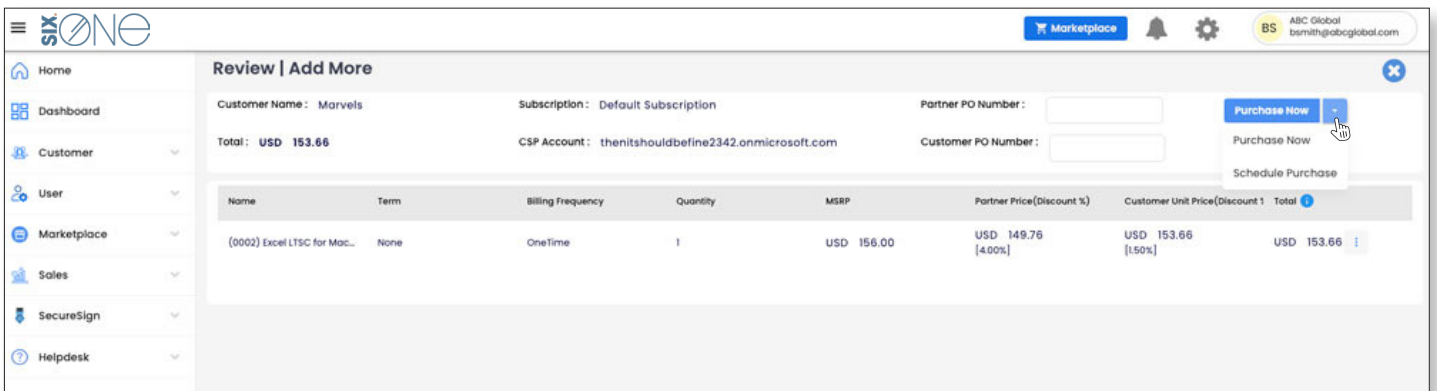 SIX ONE
Marketplace
BS
ABC Global
bsmith@abcglobal.com
Home
Dashboard
Customer
User
Marketplace
Sales
SecureSign
Helpdesk
Review | Add More
Customer Name : Marvels
Subscription : Default Subscription
Partner PO Number :
Purchase Now
Total : USD 153.66
CSP Account : thenitshouldbefine2342.onmicrosoft.com
Customer PO Number :
Purchase Now
Schedule Purchase
Name Term Billing Frequency Quantity MSRP Partner Price(Discount %) Customer Unit Price(Discount % Total
(0002) Excel LTSC for Mac... None OneTime 1 USD 156.00 USD 149.76 USD 153.66 USD 153.66
[4.00%] [1.50%]